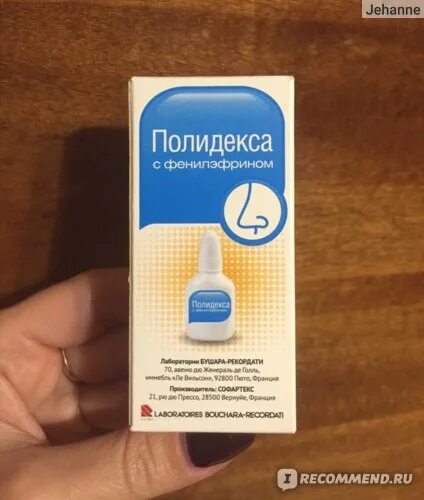 Jehanne
Полидекса
с фенилэфрином
Полидекса
с фенилэфрином
Лаборатории БУШАРА-РЕКОРДАТИ
70, авеню дю Женераль де Голль,
иммебль «Ле Вильсон», 92800 Пюто, Франция
Производитель: СОФАРТЕКС
21, рю дю Прессо, 28500 Вернуйе, Франция
LABORATOIRES BOUCHARA-RECORDATI
IRECOMMEND.RU